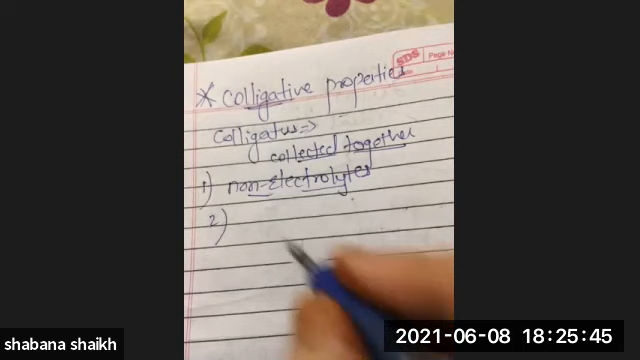 SDS Page No
* Colligative properties
Colligatus =>
collected together
1) non-Electrolytes
2)
shabana shaikh
2021-06-08 18:25:45